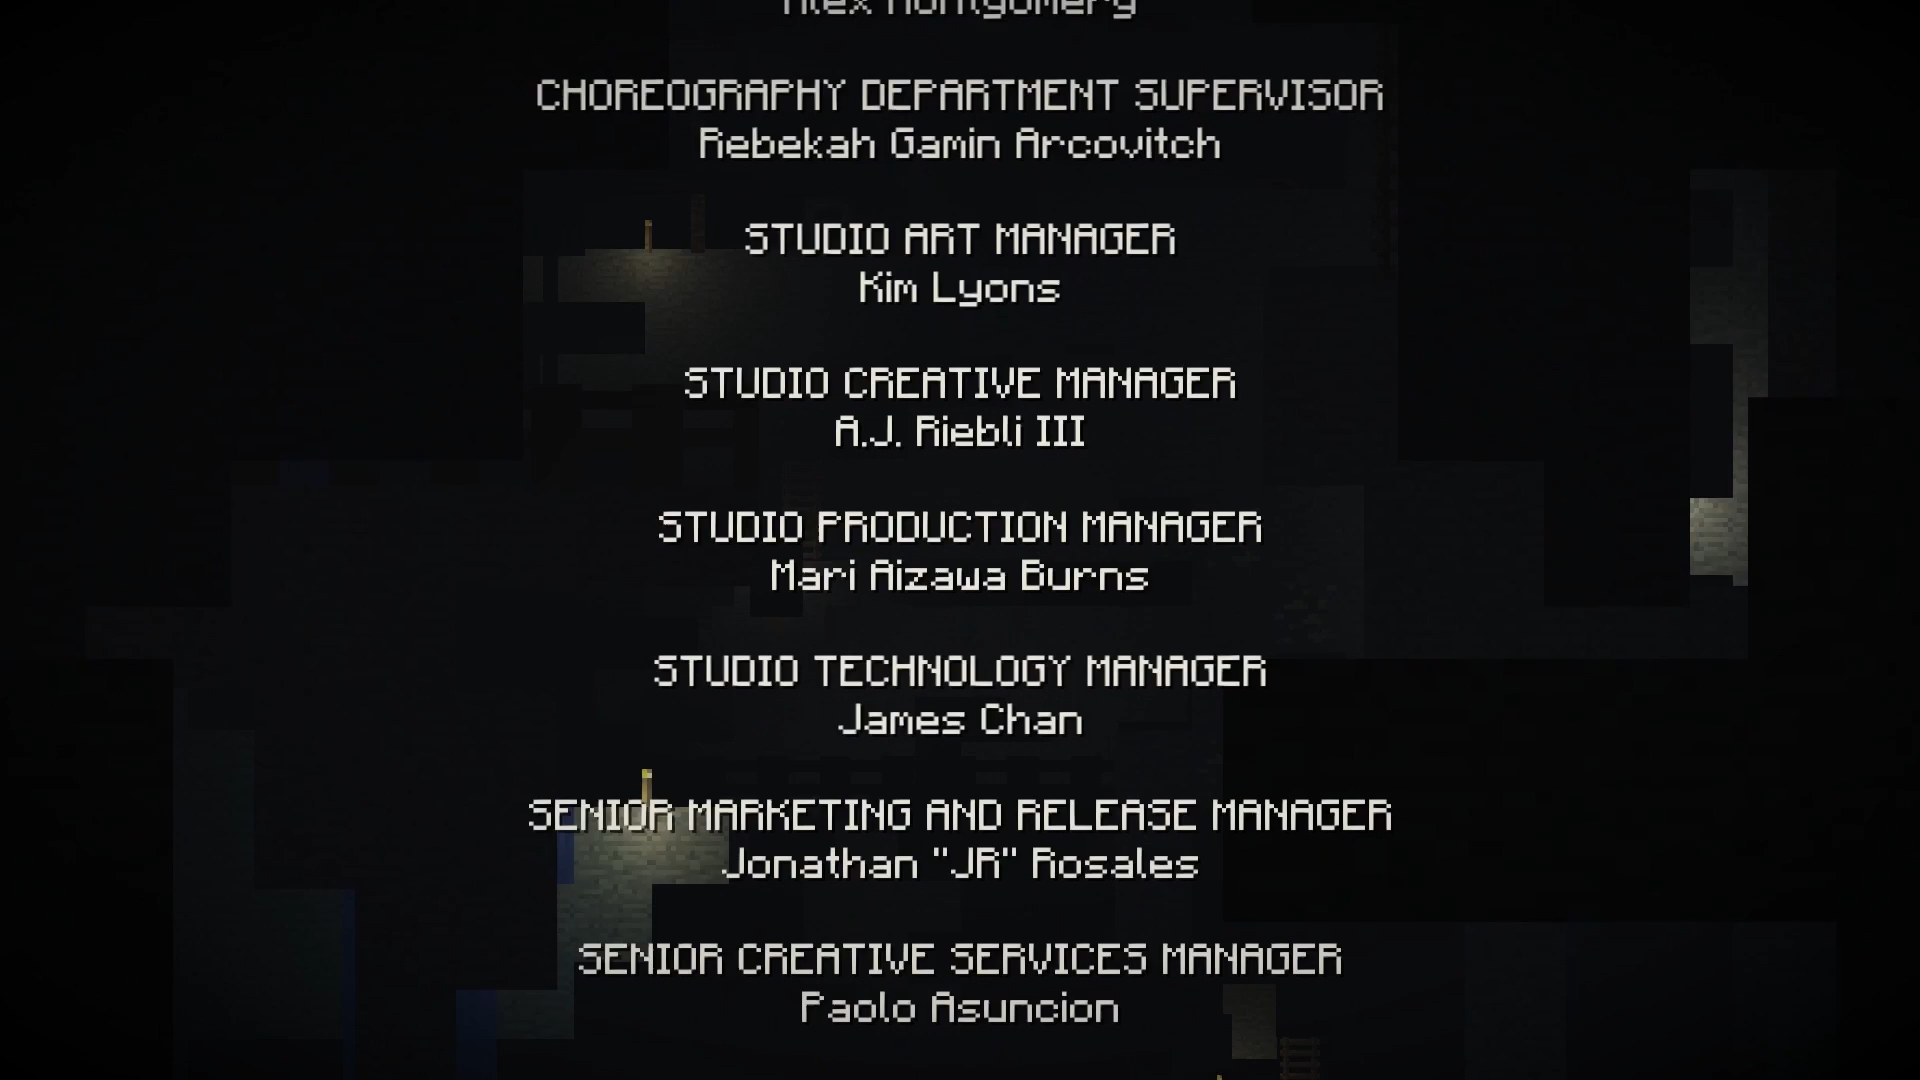 Alex Montgomery
CHOREOGRAPHY DEPARTMENT SUPERVISOR
Rebekah Gamin Arcovitch
STUDIO ART MANAGER
Kim Lyons
STUDIO CREATIVE MANAGER
A.J. Riebli III
STUDIO PRODUCTION MANAGER
Mari Aizawa Burns
STUDIO TECHNOLOGY MANAGER
James Chan
SENIOR MARKETING AND RELEASE MANAGER
Jonathan "JR" Rosales
SENIOR CREATIVE SERVICES MANAGER
Paolo Asuncion